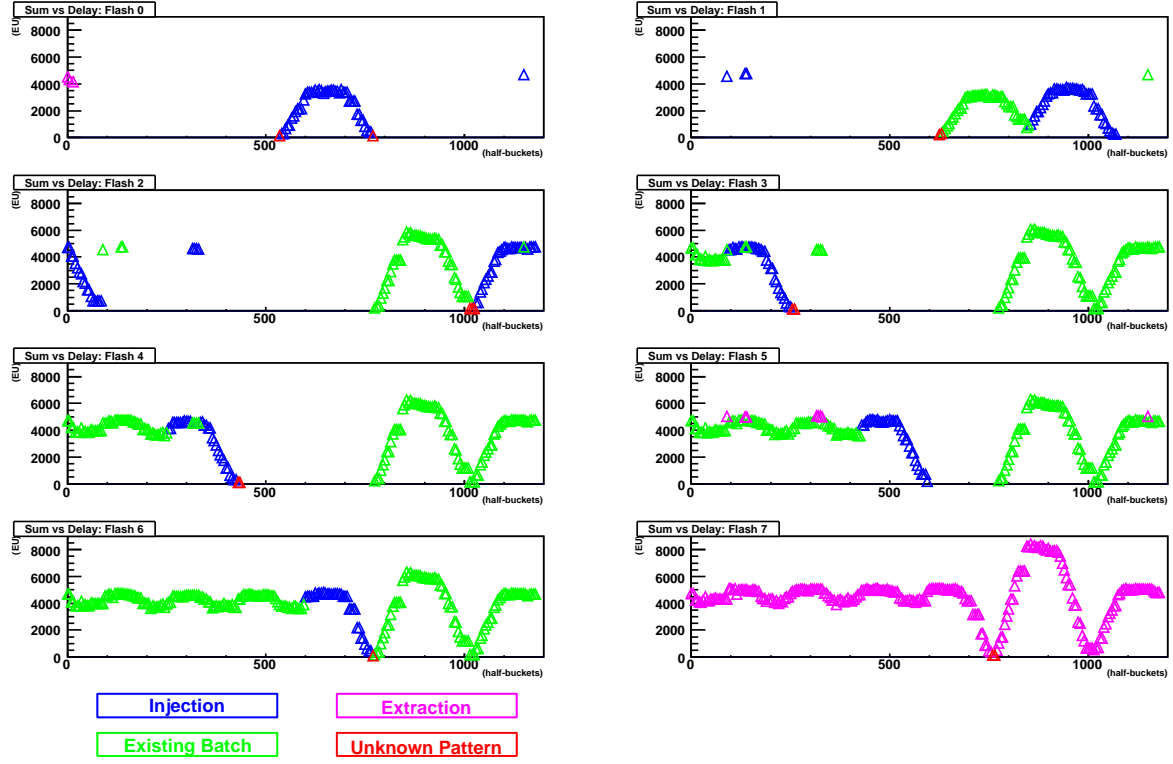 Sum vs Delay: Flash 0
(EU)
8000
6000
4000
2000
0
0 500 1000
(half-buckets)
Sum vs Delay: Flash 1
(EU)
8000
6000
4000
2000
0
0 500 1000
(half-buckets)
Sum vs Delay: Flash 2
(EU)
8000
6000
4000
2000
0
0 500 1000
(half-buckets)
Sum vs Delay: Flash 3
(EU)
8000
6000
4000
2000
0
0 500 1000
(half-buckets)
Sum vs Delay: Flash 4
(EU)
8000
6000
4000
2000
0
0 500 1000
(half-buckets)
Sum vs Delay: Flash 5
(EU)
8000
6000
4000
2000
0
0 500 1000
(half-buckets)
Sum vs Delay: Flash 6
(EU)
8000
6000
4000
2000
0
0 500 1000
(half-buckets)
Sum vs Delay: Flash 7
(EU)
8000
6000
4000
2000
0
0 500 1000
(half-buckets)
Injection
Extraction
Existing Batch
Unknown Pattern